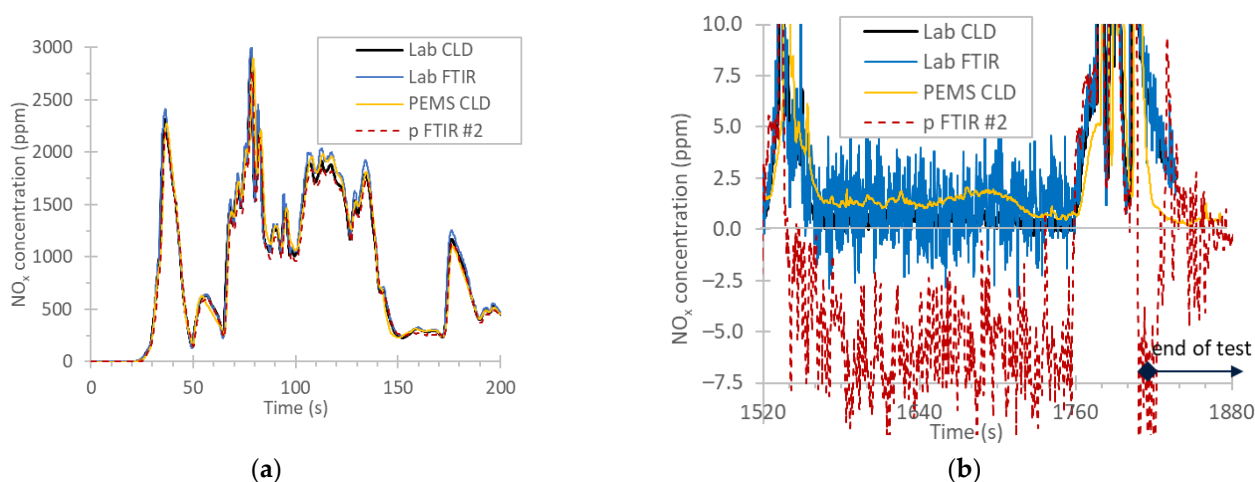 3000
2500
2000
1500
1000
500
0
NOx concentration (ppm)
0 50 100 150 200
Time (s)
Lab CLD
Lab FTIR
PEMS CLD
p FTIR #2
(a)
10.0
7.5
5.0
2.5
0.0
−2.5
−5.0
−7.5
NOx concentration (ppm)
1520 1640 1760 1880
Time (s)
Lab CLD
Lab FTIR
PEMS CLD
p FTIR #2
end of test
(b)